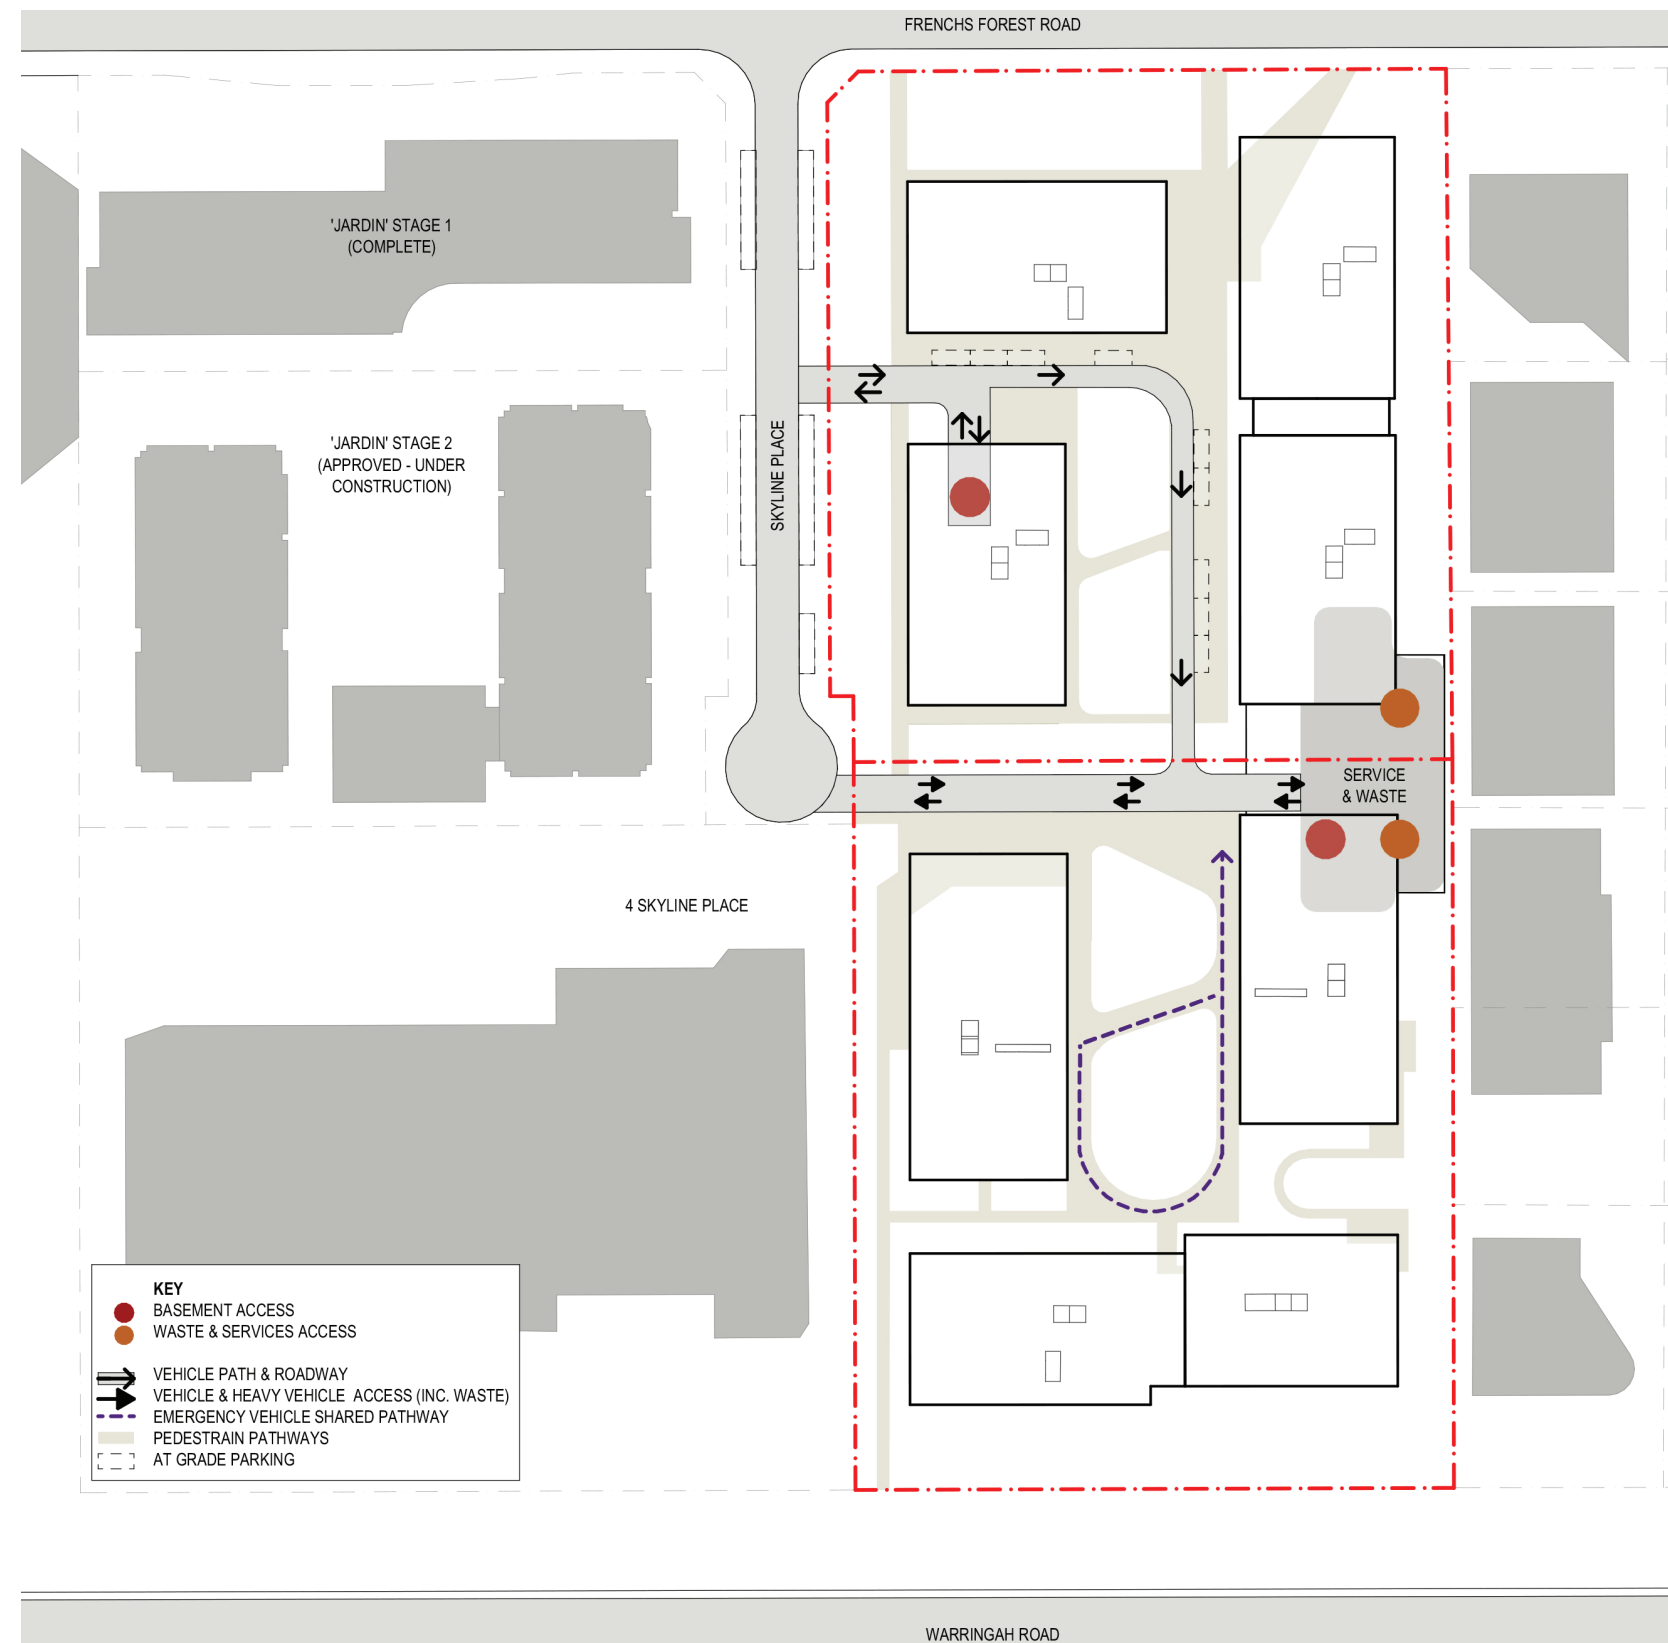 FRENCHS FOREST ROAD
'JARDIN' STAGE 1
(COMPLETE)
'JARDIN' STAGE 2
(APPROVED - UNDER
CONSTRUCTION)
SKYLINE PLACE
SERVICE
& WASTE
4 SKYLINE PLACE
KEY
BASEMENT ACCESS
WASTE & SERVICES ACCESS
VEHICLE PATH & ROADWAY
VEHICLE & HEAVY VEHICLE ACCESS (INC. WASTE)
EMERGENCY VEHICLE SHARED PATHWAY
PEDESTRAIN PATHWAYS
AT GRADE PARKING
WARRINGAH ROAD